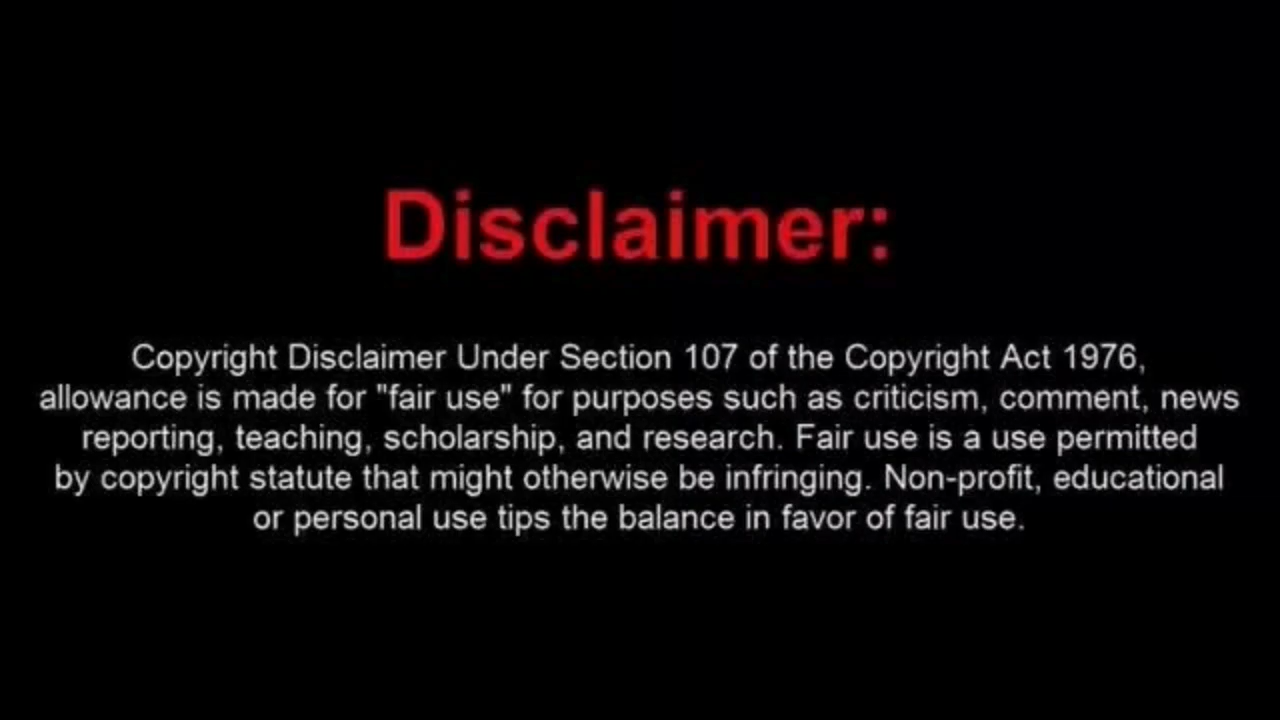 Disclaimer:
Copyright Disclaimer Under Section 107 of the Copyright Act 1976,
allowance is made for "fair use" for purposes such as criticism, comment, news
reporting, teaching, scholarship, and research. Fair use is a use permitted
by copyright statute that might otherwise be infringing. Non-profit, educational
or personal use tips the balance in favor of fair use.